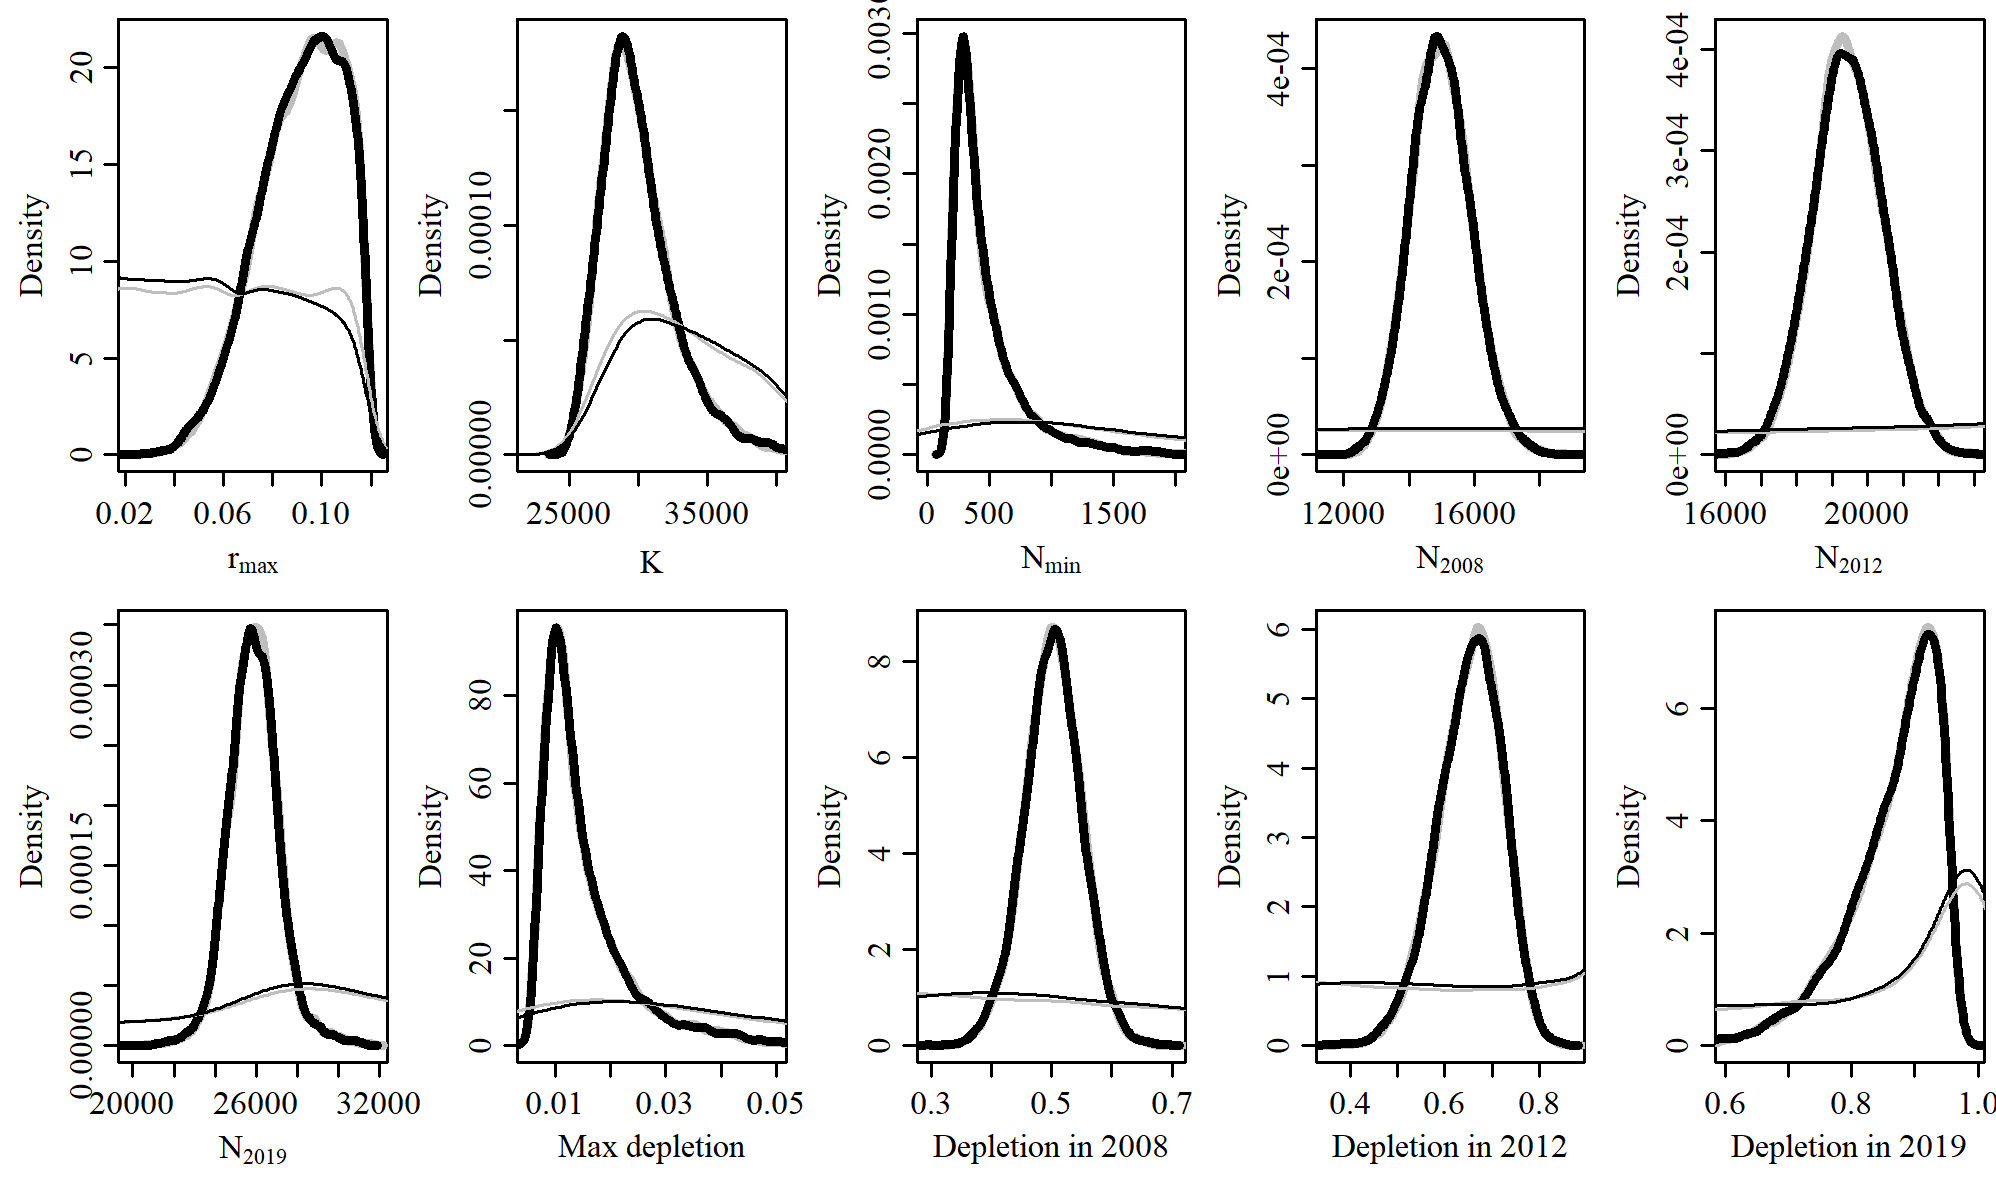 Density
0 5 10 15 20
0.02 0.06 0.10
rmax
Density
0.00000 0.00010
25000 35000
K
Density
0.0000 0.0010 0.0020 0.0030
0 500 1500
Nmin
Density
0e+00 2e-04 4e-04
12000 16000
N2008
Density
0e+00 2e-04 3e-04 4e-04
16000 20000
N2012
Density
0.00000 0.00015 0.00030
20000 26000 32000
N2019
Density
0 20 40 60 80
0.01 0.03 0.05
Max depletion
Density
0 2 4 6 8
0.3 0.5 0.7
Depletion in 2008
Density
0 1 2 3 4 5 6
0.4 0.6 0.8
Depletion in 2012
Density
0 2 4 6
0.6 0.8 1.0
Depletion in 2019